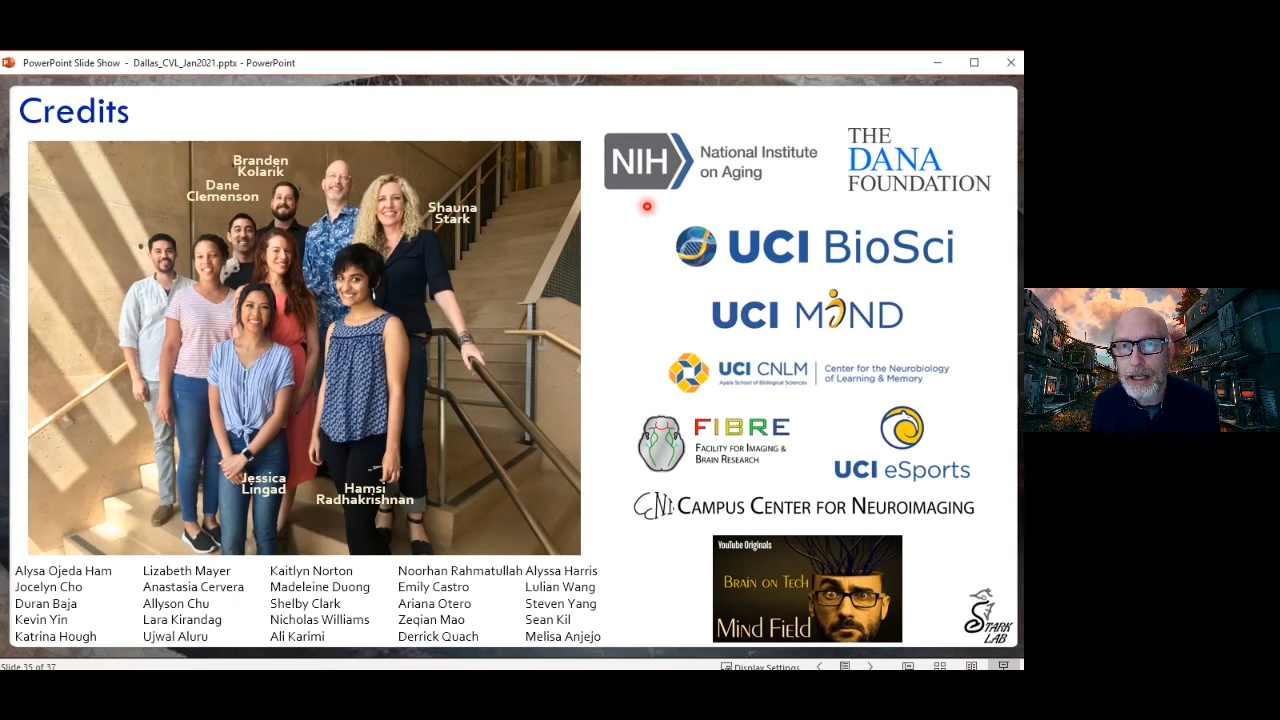 PowerPoint Slide Show - Dallas_CVL_Jan2021.pptx - PowerPoint
Credits
Branden
Kolarik
Dane
Clemenson
Shauna
Stark
Jessica
Lingad
Hamsi
Radhakrishnan
NIH National Institute
on Aging
THE
DANA
FOUNDATION
UCI BioSci
UCI MIND
UCI CNLM
Ayala School of Biological Sciences
Center for the Neurobiology
of Learning & Memory
FIBRE
Facility for Imaging &
Brain Research
UCI eSports
CNI Campus Center for Neuroimaging
YouTube Originals
Brain on Tech
Mind Field
Stark
Lab
Alysa Ojeda Ham Lizabeth Mayer Kaitlyn Norton Noorhan Rahmatullah Alyssa Harris
Jocelyn Cho Anastasia Cervera Madeleine Duong Emily Castro Lulian Wang
Duran Baja Allyson Chu Shelby Clark Ariana Otero Steven Yang
Kevin Yin Lara Kirandag Nicholas Williams Zeqian Mao Sean Kil
Katrina Hough Ujwal Aluru Ali Karimi Derrick Quach Melisa Anjejo
Slide 35 of 37
Display Settings